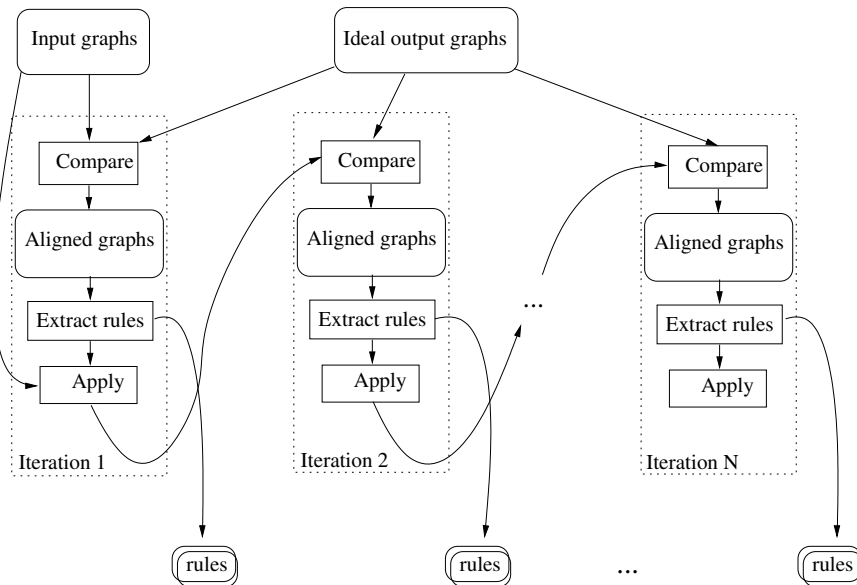 Input graphs
Ideal output graphs
Compare
Aligned graphs
Extract rules
Apply
Iteration 1
Compare
Aligned graphs
Extract rules
Apply
Iteration 2
...
Compare
Aligned graphs
Extract rules
Apply
Iteration N
rules
rules
...
rules